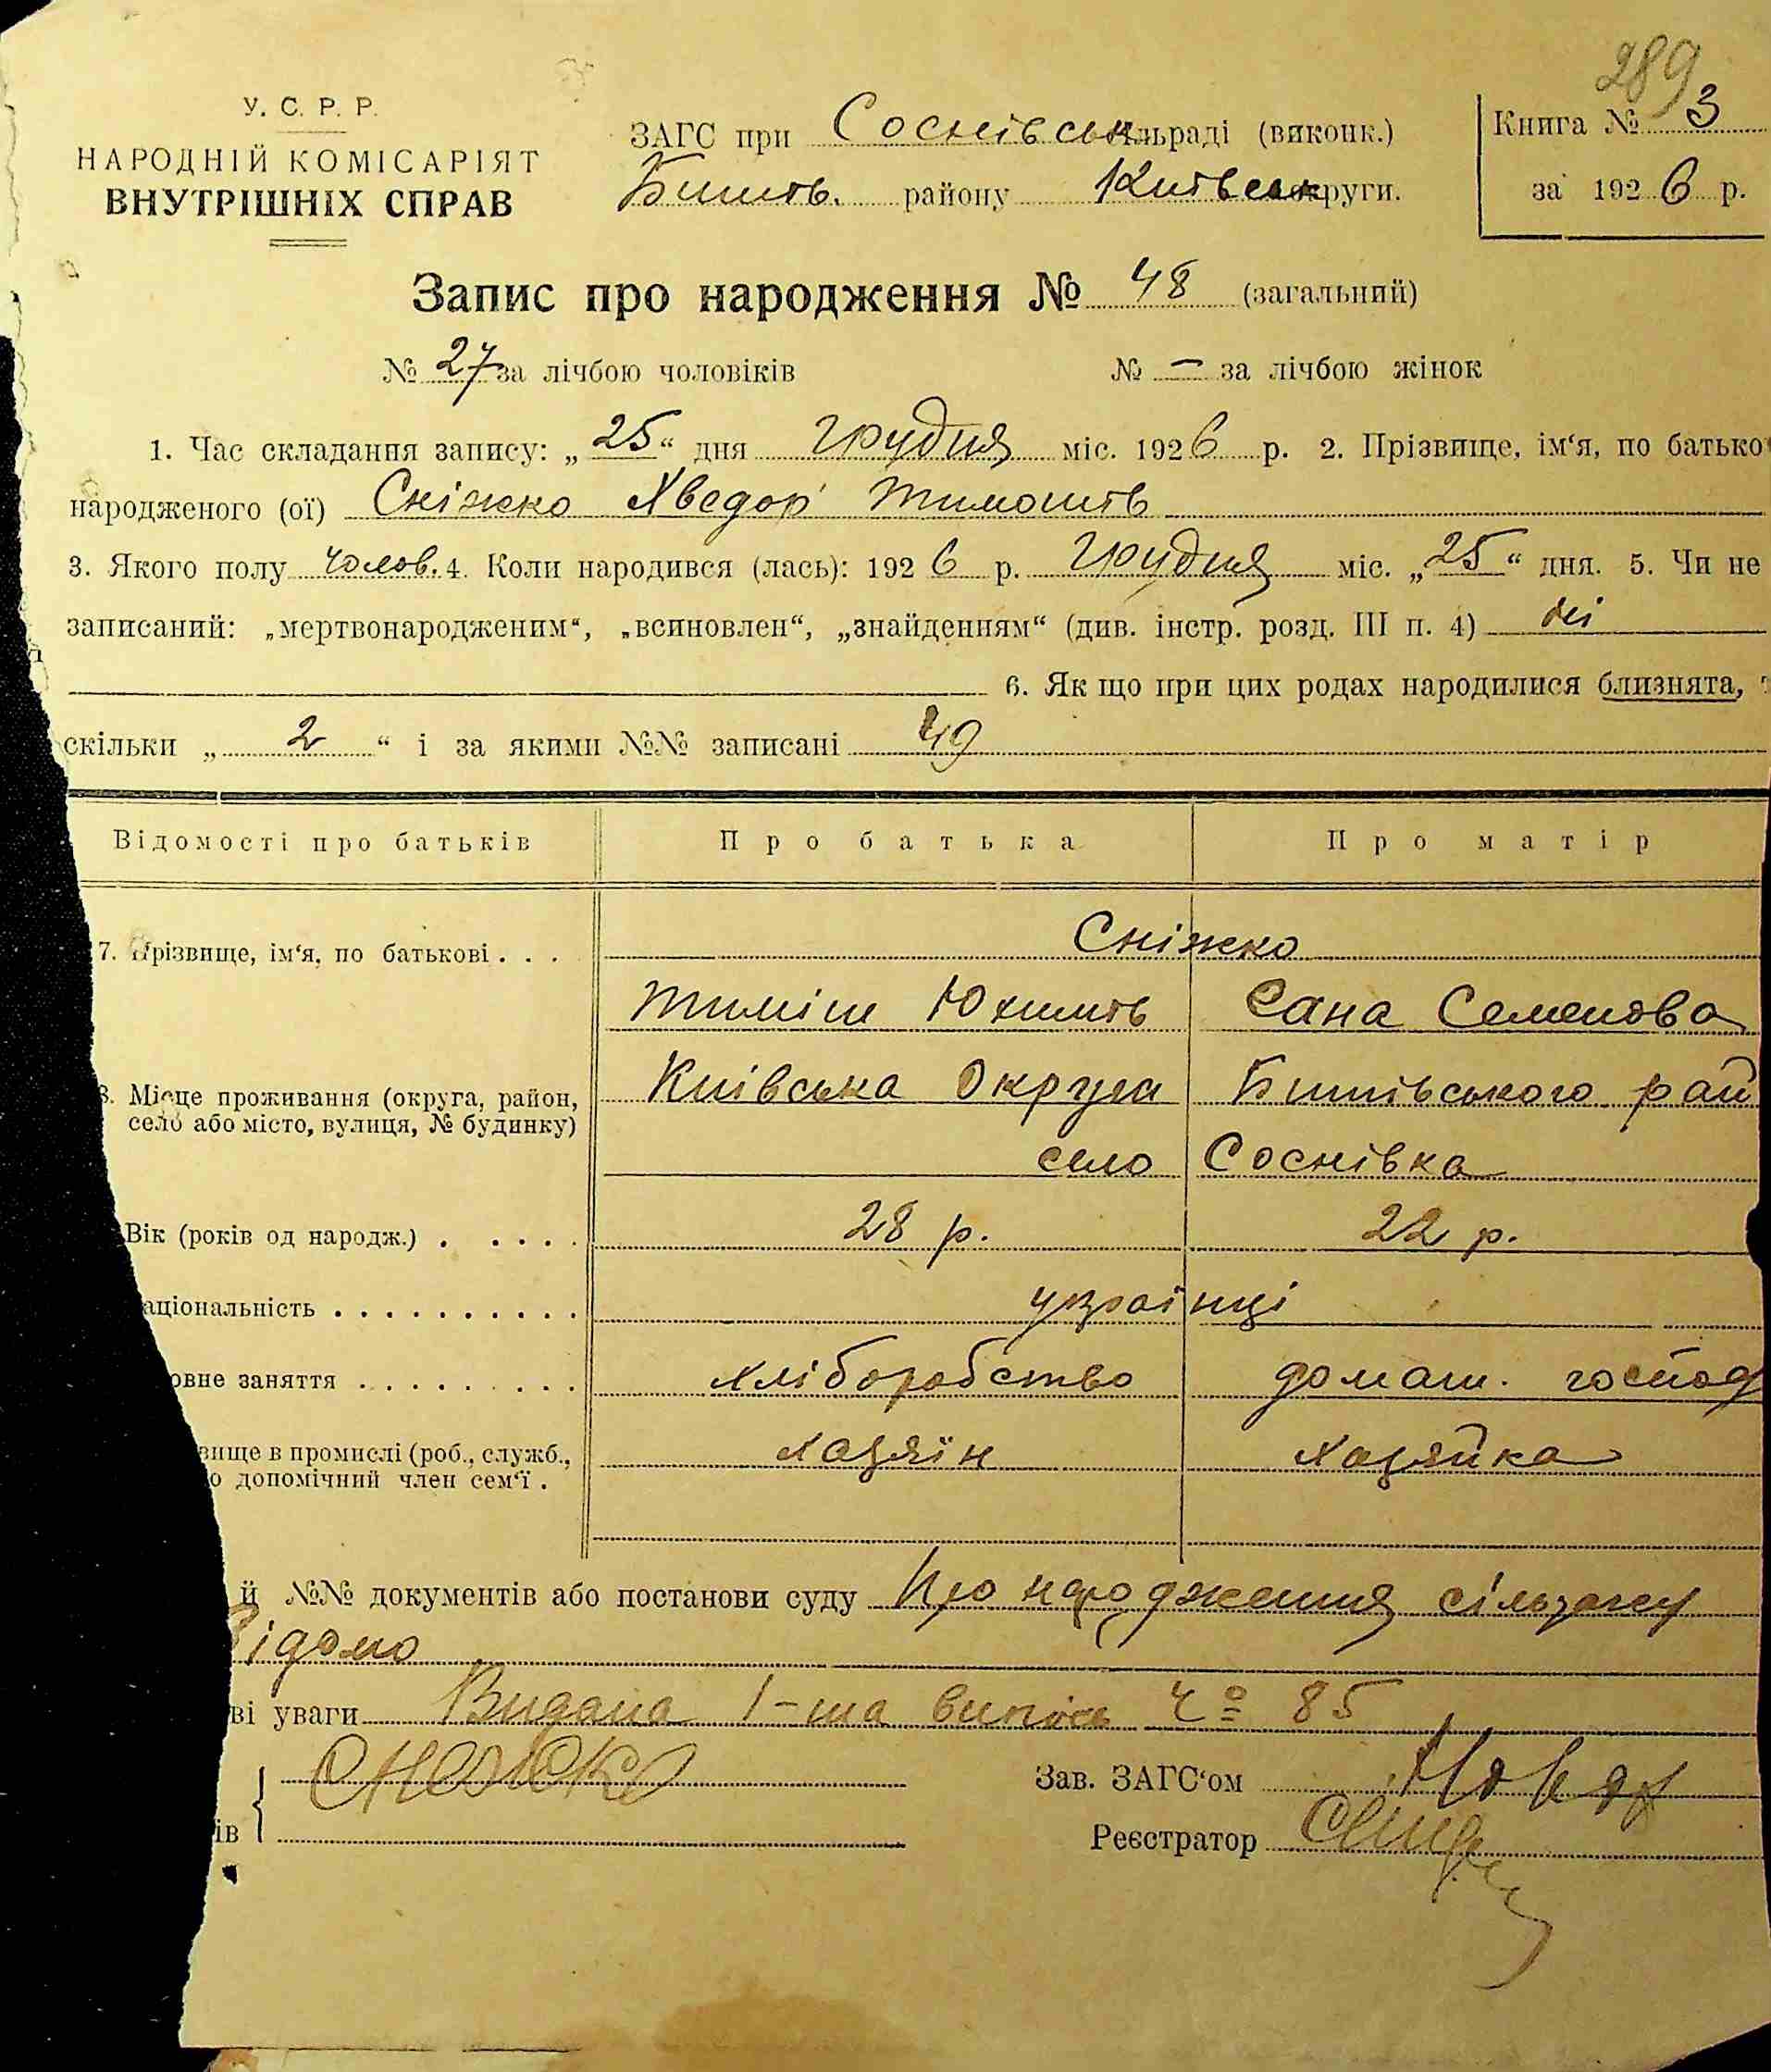 289
У. С. Р. Р.
НАРОДНІЙ КОМІСАРІЯТ
ВНУТРІШНІХ СПРАВ
ЗАГС при Соснівськ ільраді (виконк.)
Бишів. району Київськ округи.
Книга № 3
за 1926 р.
Запис про народження № 48 (загальний)
№ 27 за лічбою чоловіків № — за лічбою жінок
1. Час складання запису: „25“ дня грудня міс. 1926 р. 2. Прізвище, ім‘я, по батько
народженого (ої) Сніжко Хведор Тимошів
3. Якого полу чолов. 4. Коли народився (лась): 1926 р. грудня міс. „25“ дня. 5. Чи не
записаний: „мертвонародженим“, „всиновлен“, „знайденням“ (див. інстр. розд. III п. 4) ні
6. Як що при цих родах народилися близнята,
скільки „2“ і за якими №№ записані 49
Відомості про батьків Про батька Про матір
7. Прізвище, ім‘я, по батькові . . . Сніжко
Тиміш Юхимів Гана Семенова
8. Місце проживання (округа, район, Київська Округа Бишівського рай
село або місто, вулиця, № будинку)
село Соснівка
Вік (років од народж.) . . . . . 28 р. 22 р.
аціональність . . . . . . . . . . українці
овне заняття . . . . . . . . . хліборобство домаш. господ
вище в промислі (роб., служб., хазяїн хазяйка
о допомічний член сем‘ї .
й №№ документів або постанови суду Про народження сільраду
відомо
ві уваги Видана 1-ша випись Ч° 85
Сніжко Зав. ЗАГС‘ом
ів Реєстратор